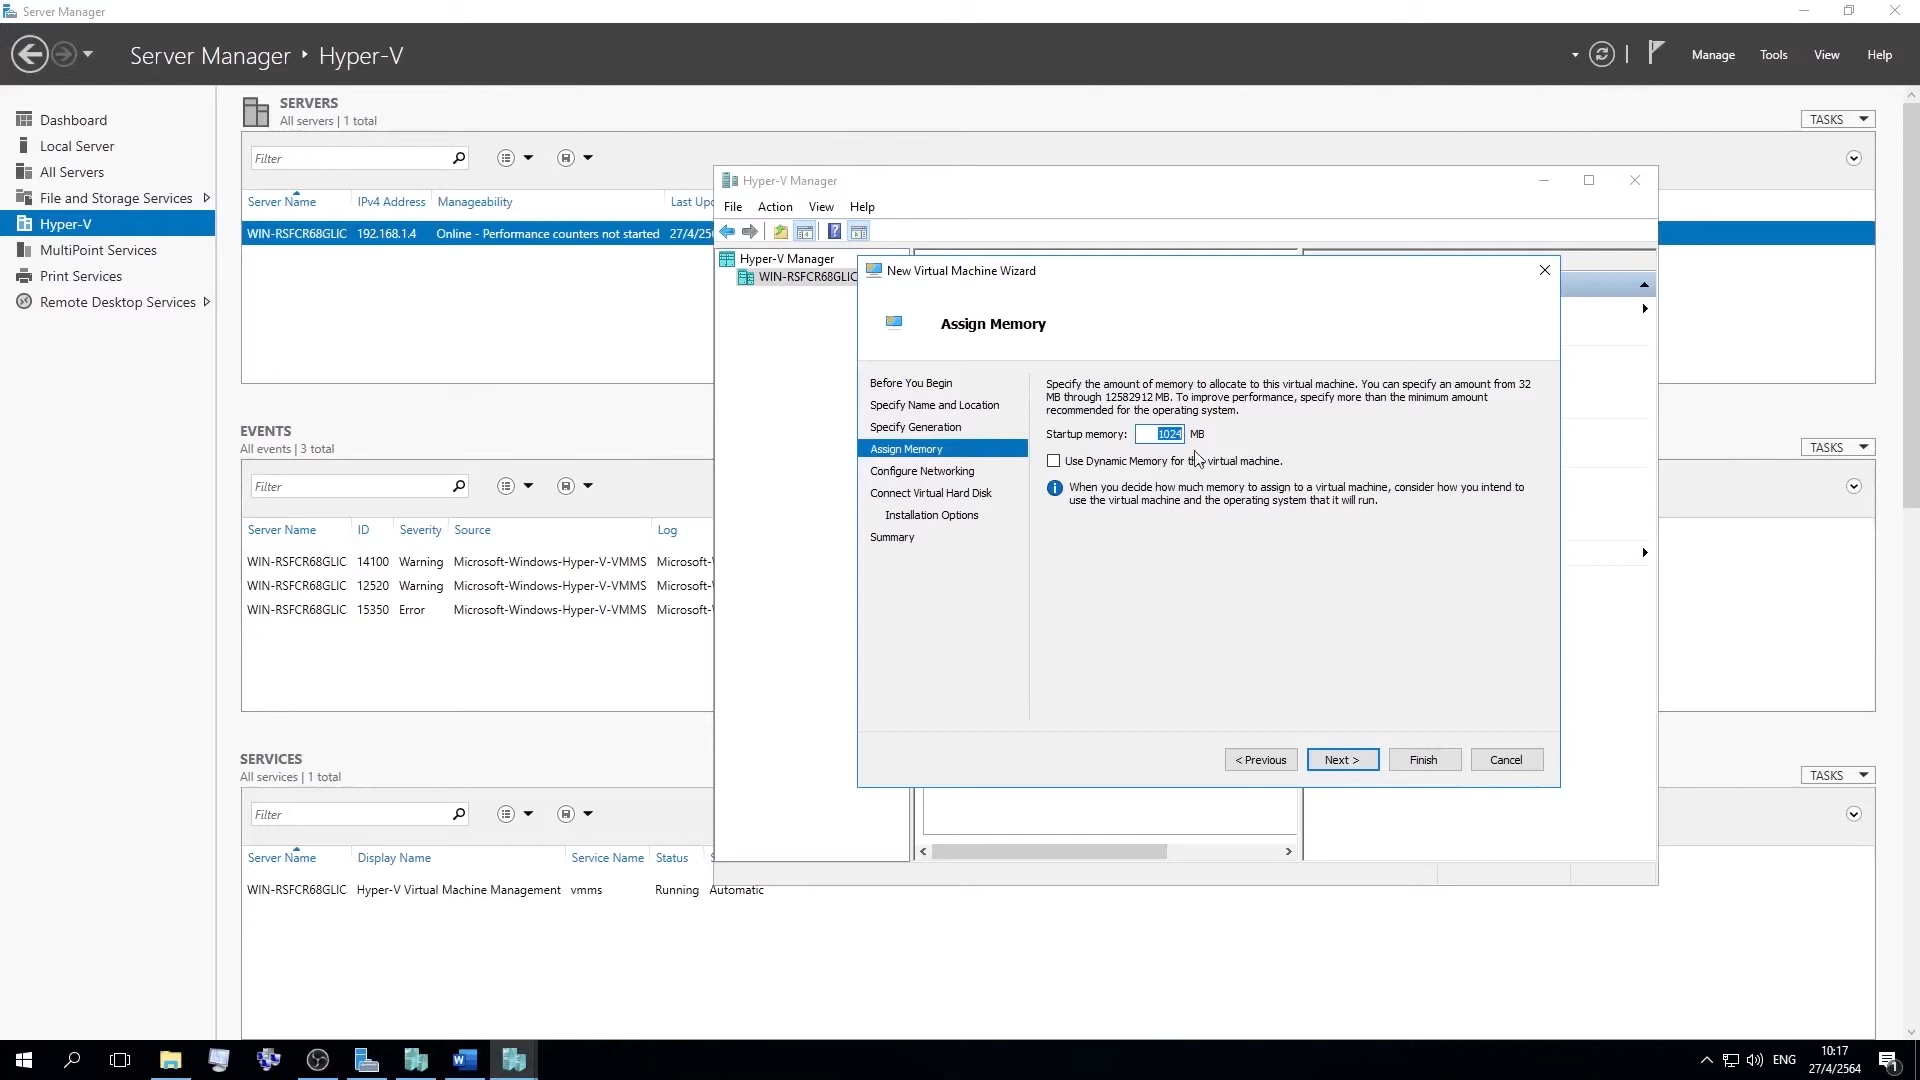 Server Manager
Server Manager ‣ Hyper-V
Manage
Tools
View
Help
Dashboard
Local Server
All Servers
File and Storage Services
Hyper-V
MultiPoint Services
Print Services
Remote Desktop Services
SERVERS
All servers | 1 total
TASKS
Filter
Server Name IPv4 Address Manageability Last Upd
WIN-RSFCR68GLIC 192.168.1.4 Online - Performance counters not started
EVENTS
All events | 3 total
TASKS
Filter
Server Name ID Severity Source Log
WIN-RSFCR68GLIC 14100 Warning Microsoft-Windows-Hyper-V-VMMS Microsoft-
WIN-RSFCR68GLIC 12520 Warning Microsoft-Windows-Hyper-V-VMMS Microsoft-
WIN-RSFCR68GLIC 15350 Error Microsoft-Windows-Hyper-V-VMMS Microsoft-
SERVICES
All services | 1 total
TASKS
Filter
Server Name Display Name Service Name Status
WIN-RSFCR68GLIC Hyper-V Virtual Machine Management vmms Running Automatic
Hyper-V Manager
File Action View Help
Hyper-V Manager
WIN-RSFCR68GLIC
New Virtual Machine Wizard
Assign Memory
Before You Begin
Specify Name and Location
Specify Generation
Assign Memory
Configure Networking
Connect Virtual Hard Disk
Installation Options
Summary
Specify the amount of memory to allocate to this virtual machine. You can specify an amount from 32
MB through 12582912 MB. To improve performance, specify more than the minimum amount
recommended for the operating system.
Startup memory: 1024 MB
Use Dynamic Memory for this virtual machine.
When you decide how much memory to assign to a virtual machine, consider how you intend to
use the virtual machine and the operating system that it will run.
< Previous
Next >
Finish
Cancel
ENG
10:17
27/4/2564
1